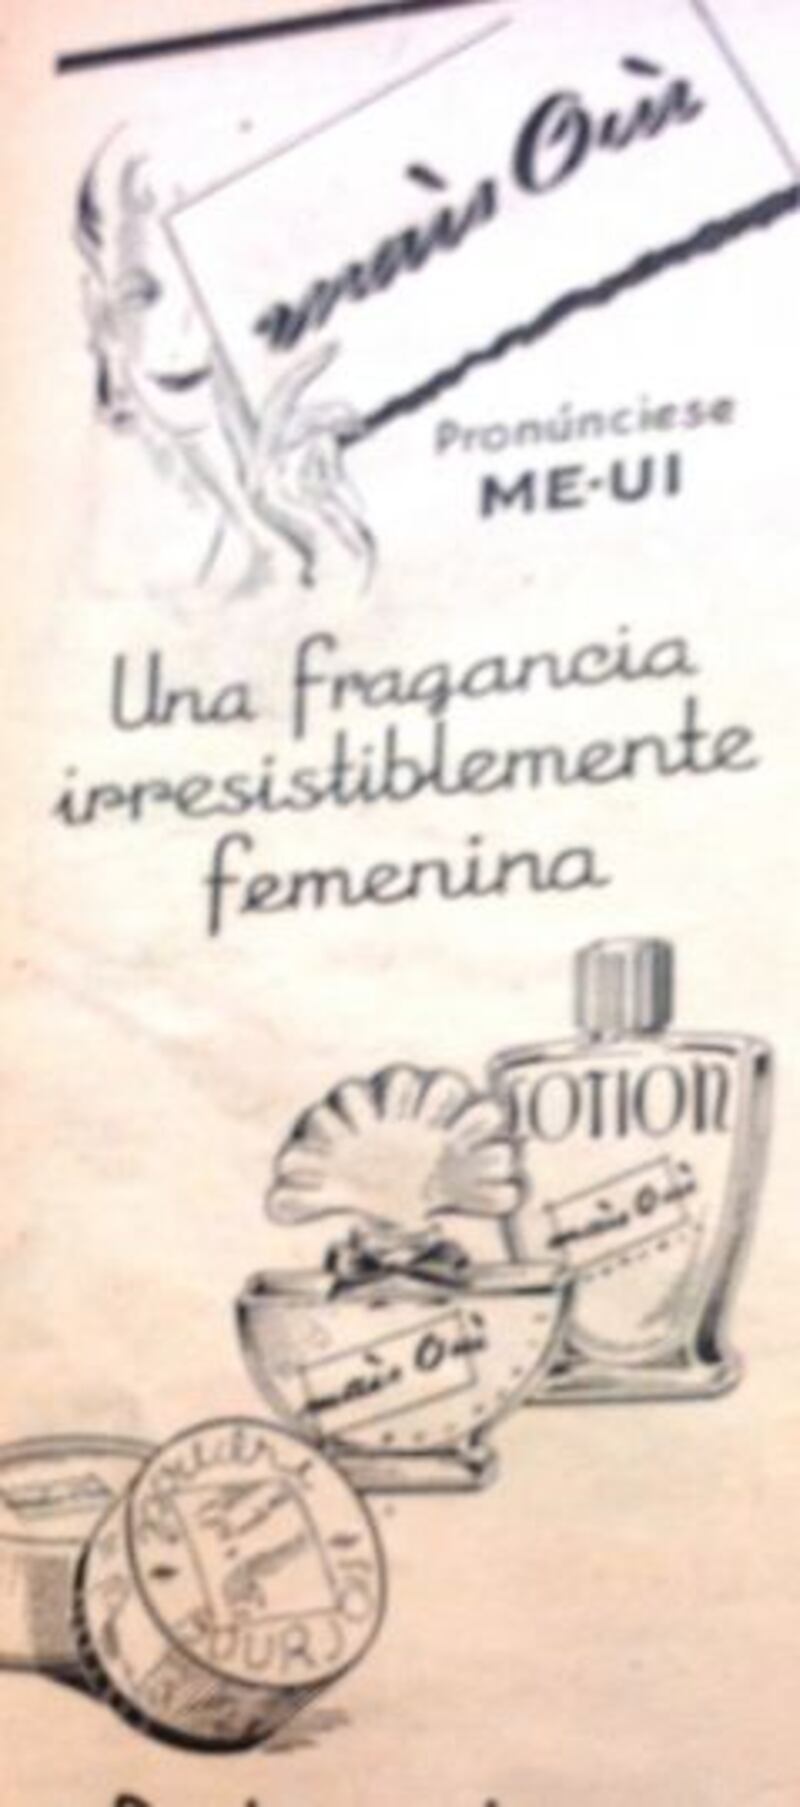 mais Oui
Pronúnciese
ME-UI
Una fragancia
irresistiblemente
femenina
LOTION
mais Oui
mais Oui